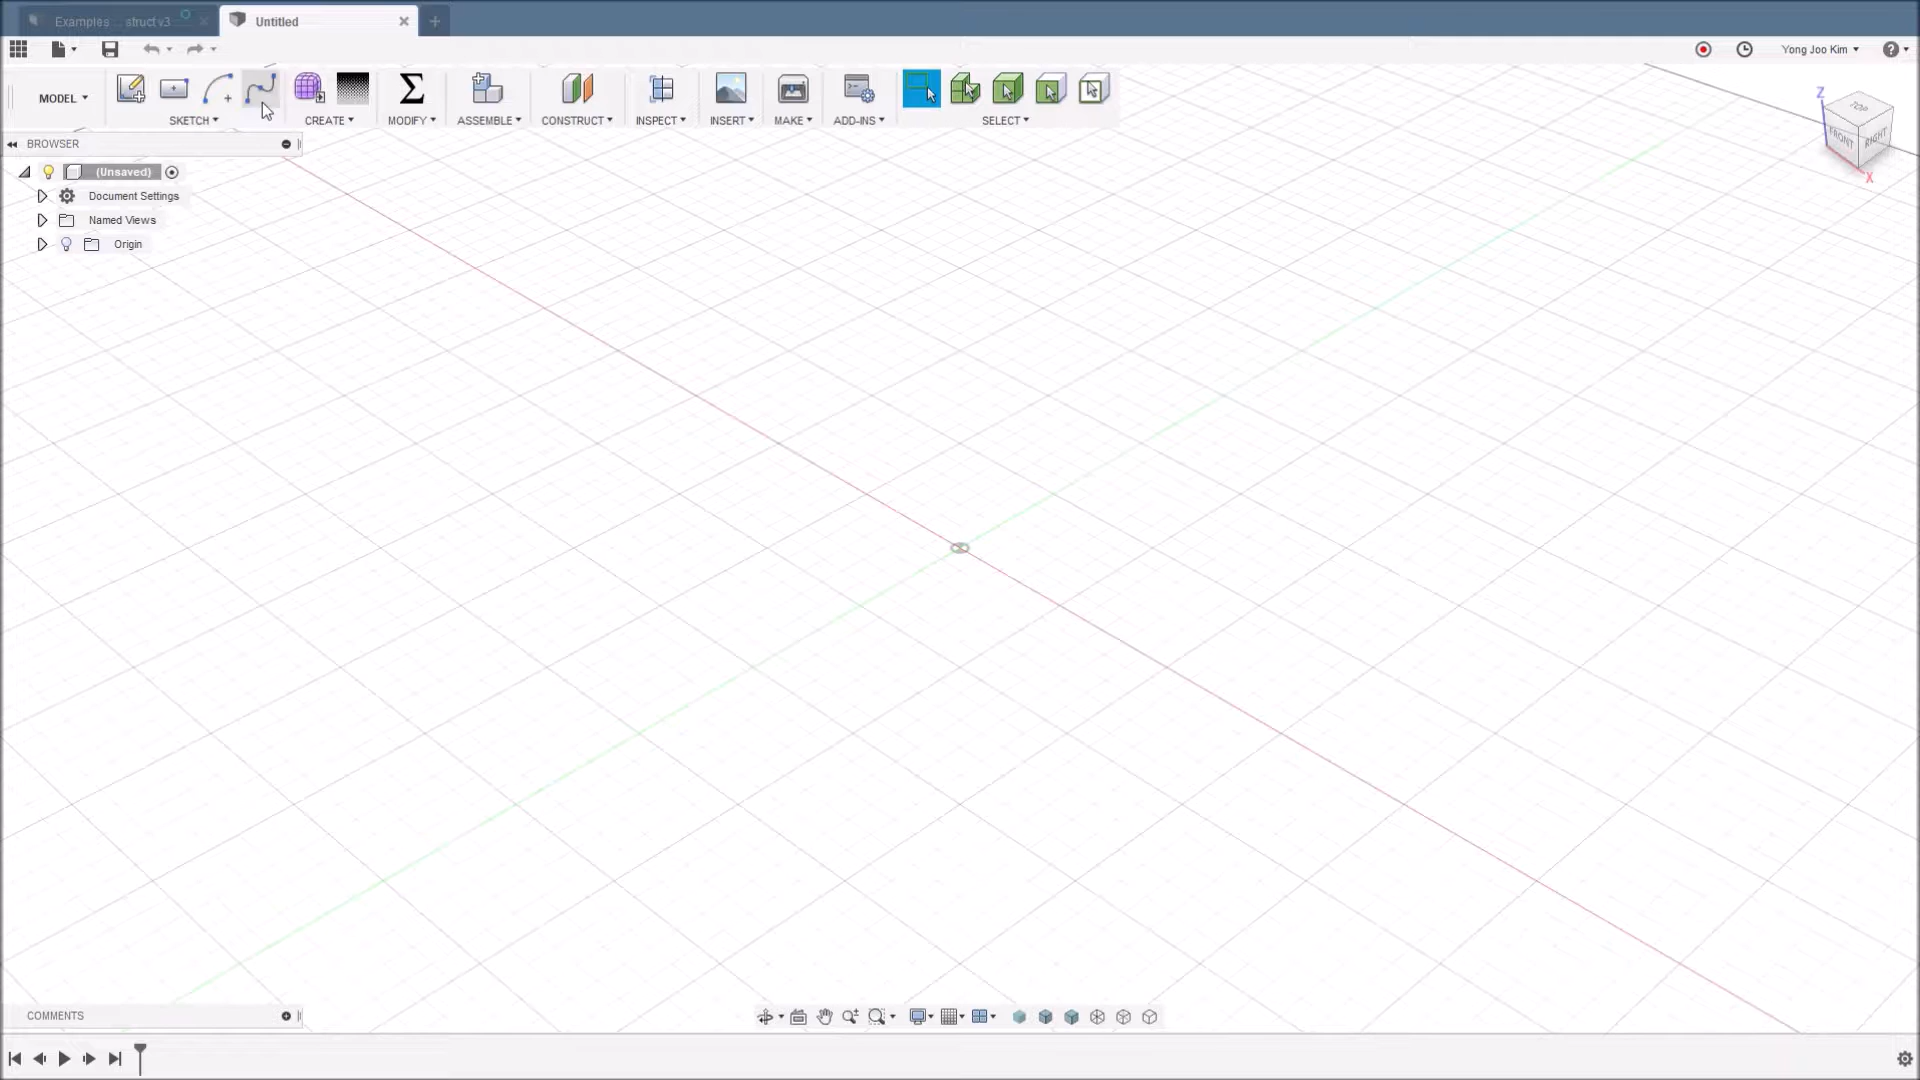 Examples ... struct v3
Untitled
Yong Joo Kim
MODEL
SKETCH
CREATE
MODIFY
ASSEMBLE
CONSTRUCT
INSPECT
INSERT
MAKE
ADD-INS
SELECT
Z
TOP
FRONT
RIGHT
X
BROWSER
(Unsaved)
Document Settings
Named Views
Origin
COMMENTS